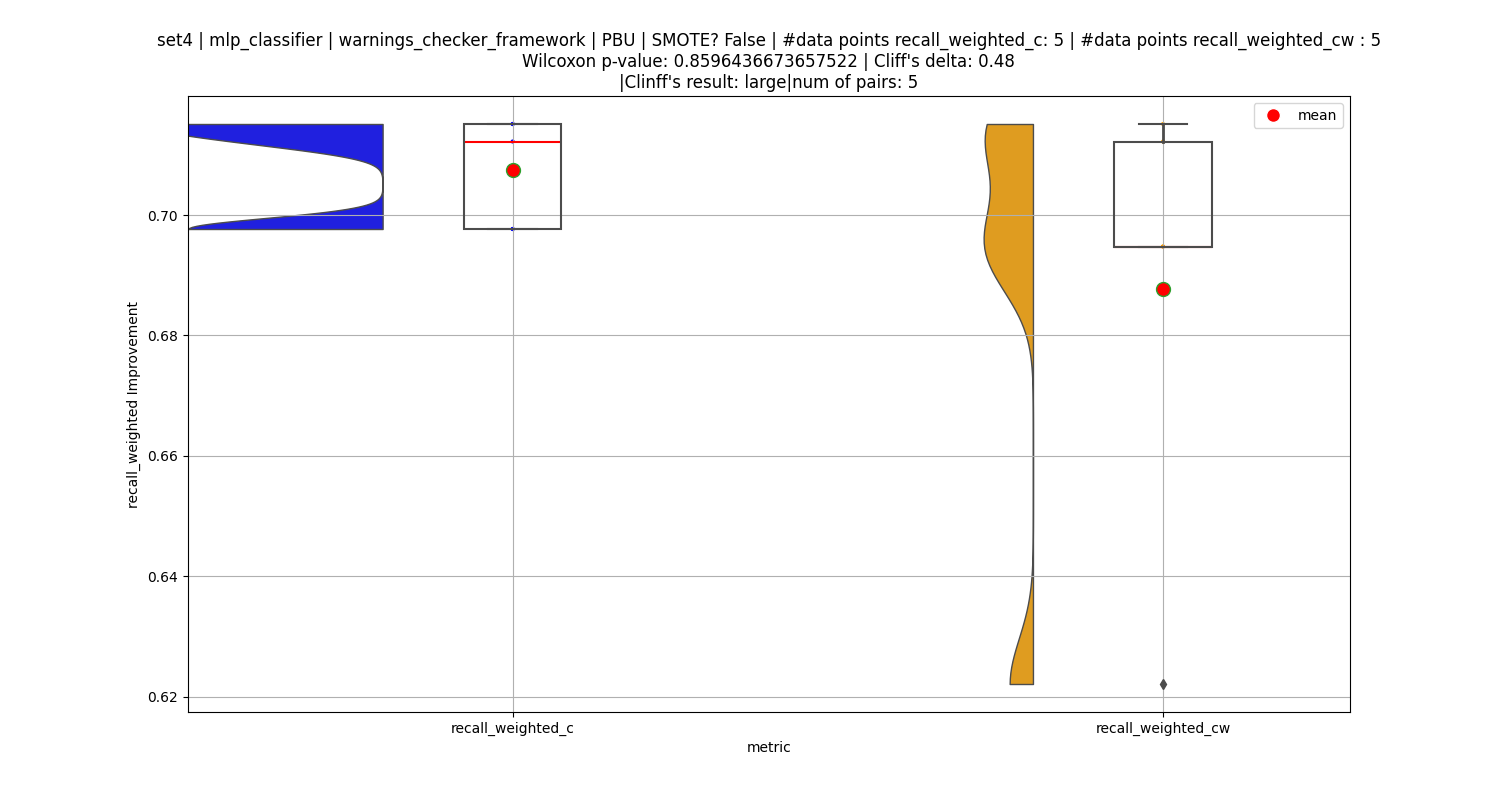 set4 | mlp_classifier | warnings_checker_framework | PBU | SMOTE? False | #data points recall_weighted_c: 5 | #data points recall_weighted_cw : 5
Wilcoxon p-value: 0.8596436673657522 | Cliff's delta: 0.48
|Clinff's result: large|num of pairs: 5
mean
0.70
0.68
0.66
0.64
0.62
recall_weighted Improvement
recall_weighted_c
recall_weighted_cw
metric